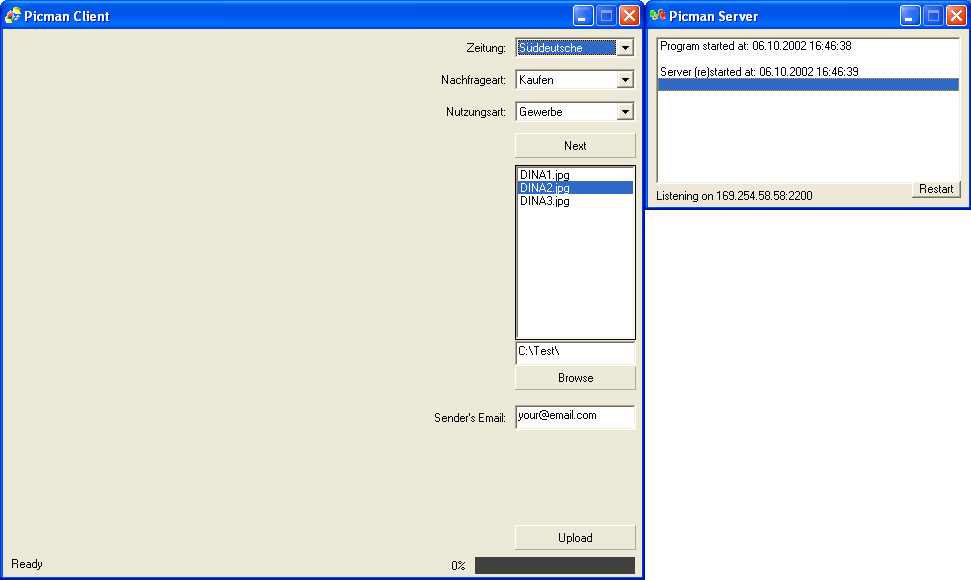 Picman Client
Zeitung: Süddeutsche
Nachfrageart: Kaufen
Nutzungsart: Gewerbe
Next
DINA1.jpg
DINA2.jpg
DINA3.jpg
C:\Test\
Browse
Sender's Email: your@email.com
Upload
Ready
0%
Picman Server
Program started at: 06.10.2002 16:46:38
Server (re)started at: 06.10.2002 16:46:39
Listening on 169.254.58.58:2200
Restart